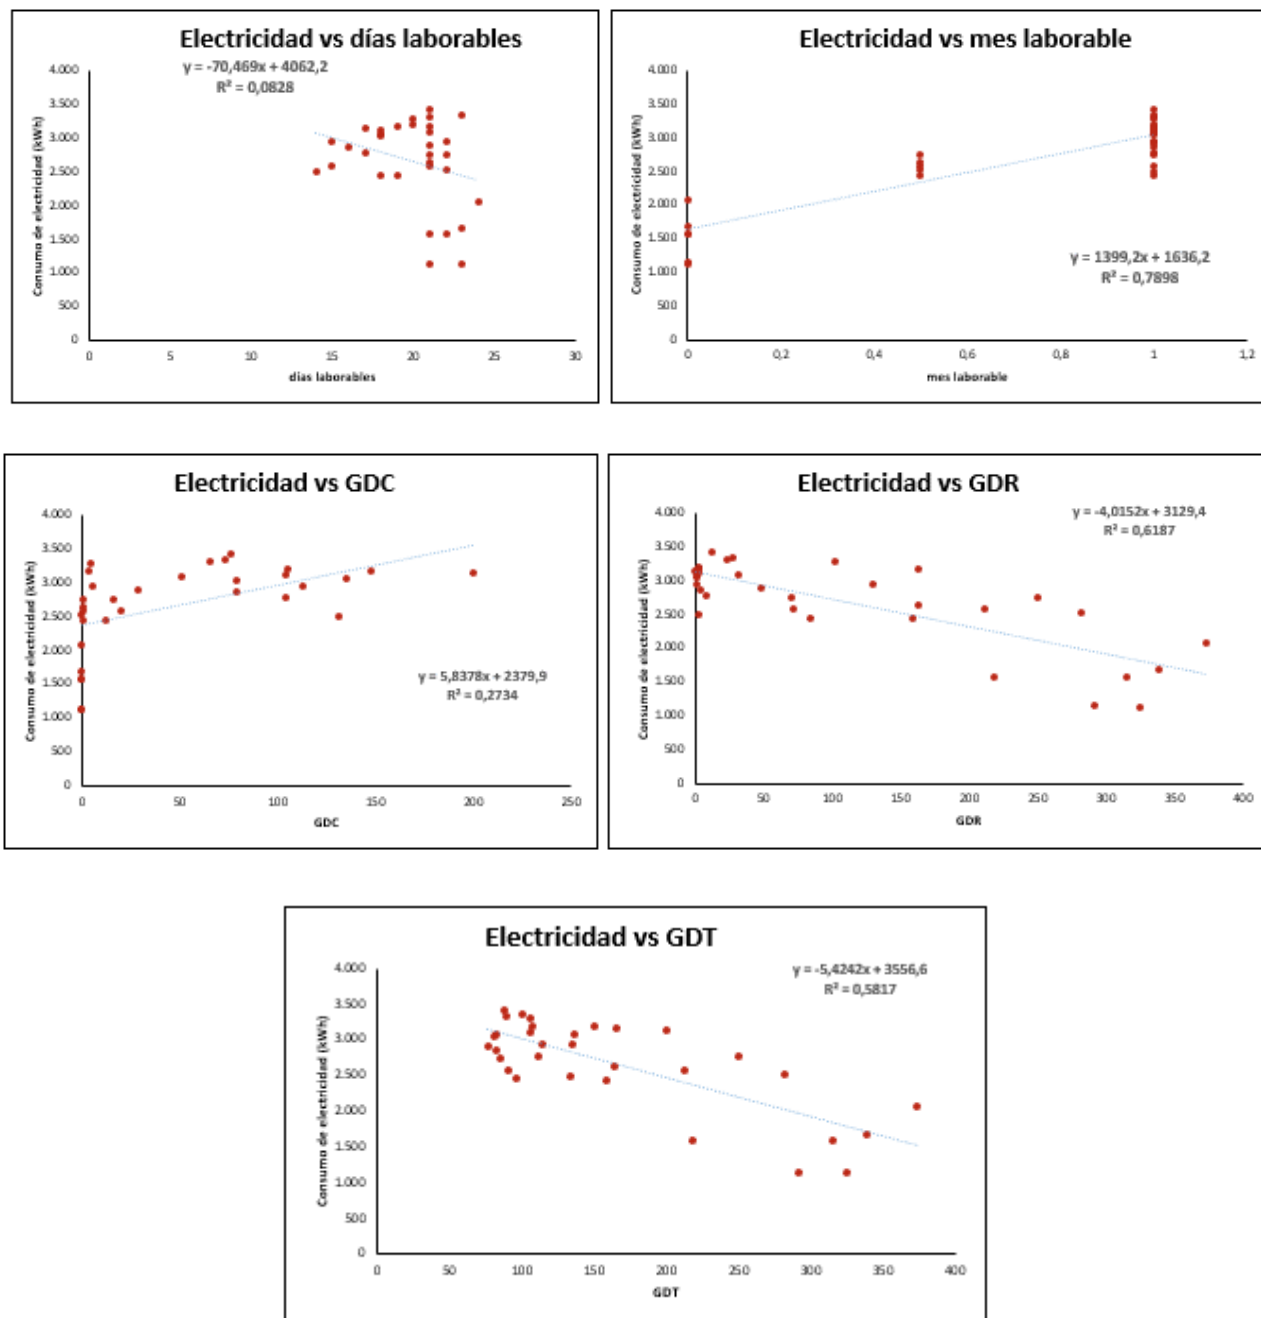 Electricidad vs días laborables
y = -70,469x + 4062,2
R² = 0,0828
4.000
3.500
3.000
2.500
2.000
1.500
1.000
500
0
Consumo de electricidad (kWh)
0 5 10 15 20 25 30
días laborables
Electricidad vs mes laborable
4.000
3.500
3.000
2.500
2.000
1.500
1.000
500
0
Consumo de electricidad (kWh)
y = 1399,2x + 1636,2
R² = 0,7898
0 0,2 0,4 0,6 0,8 1 1,2
mes laborable
Electricidad vs GDC
4.000
3.500
3.000
2.500
2.000
1.500
1.000
500
0
Consumo de electricidad (kWh)
y = 5,8378x + 2379,9
R² = 0,2734
0 50 100 150 200 250
GDC
Electricidad vs GDR
y = -4,0152x + 3129,4
R² = 0,6187
4.000
3.500
3.000
2.500
2.000
1.500
1.000
500
0
Consumo de electricidad (kWh)
0 50 100 150 200 250 300 350 400
GDR
Electricidad vs GDT
y = -5,4242x + 3556,6
R² = 0,5817
4.000
3.500
3.000
2.500
2.000
1.500
1.000
500
0
Consumo de electricidad (kWh)
0 50 100 150 200 250 300 350 400
GDT